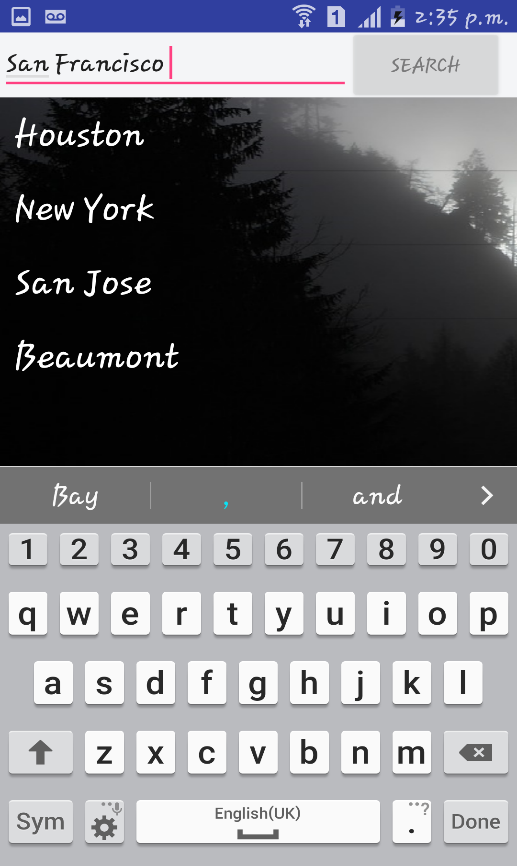 1 2:35 p.m.
San Francisco SEARCH
Houston
New York
San Jose
Beaumont
Bay , and
1 2 3 4 5 6 7 8 9 0
q w e r t y u i o p
a s d f g h j k l
z x c v b n m
Sym English(UK) . ...? Done